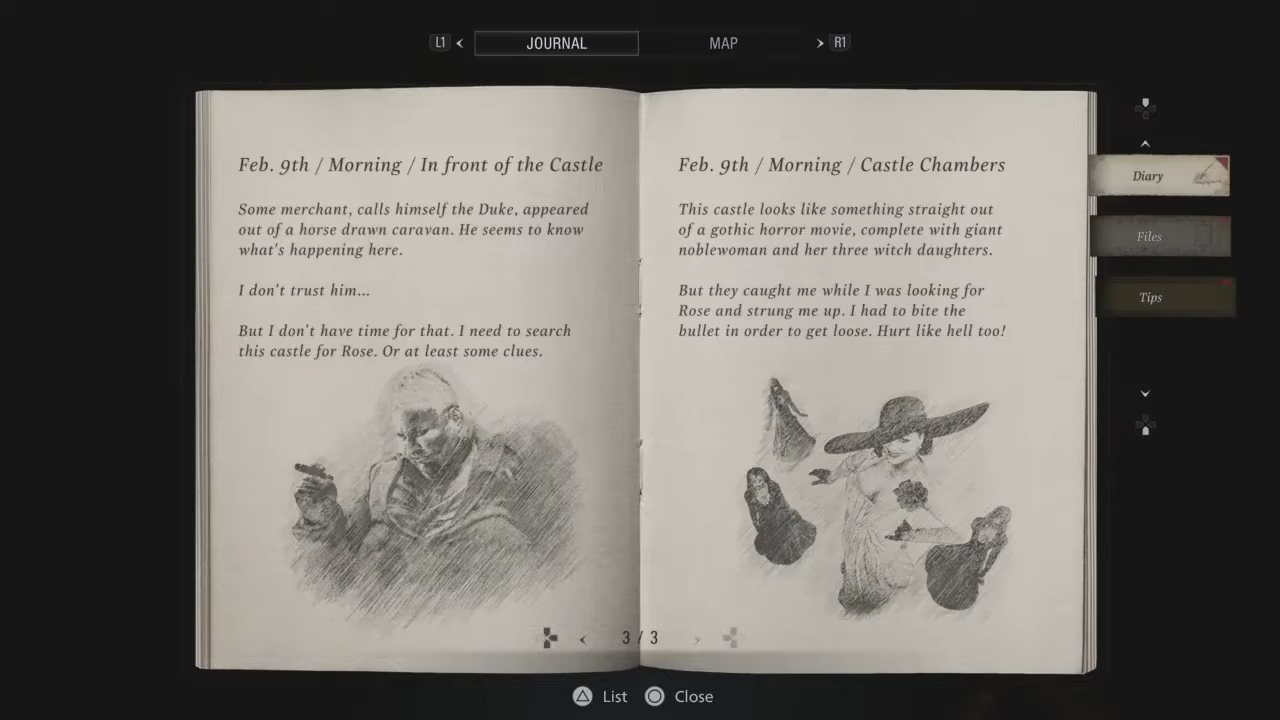 L1
JOURNAL
MAP
R1
Feb. 9th / Morning / In front of the Castle
Some merchant, calls himself the Duke, appeared
out of a horse drawn caravan. He seems to know
what's happening here.
I don't trust him...
But I don't have time for that. I need to search
this castle for Rose. Or at least some clues.
Feb. 9th / Morning / Castle Chambers
This castle looks like something straight out
of a gothic horror movie, complete with giant
noblewoman and her three witch daughters.
But they caught me while I was looking for
Rose and strung me up. I had to bite the
bullet in order to get loose. Hurt like hell too!
Diary
Files
Tips
3 / 3
List
Close